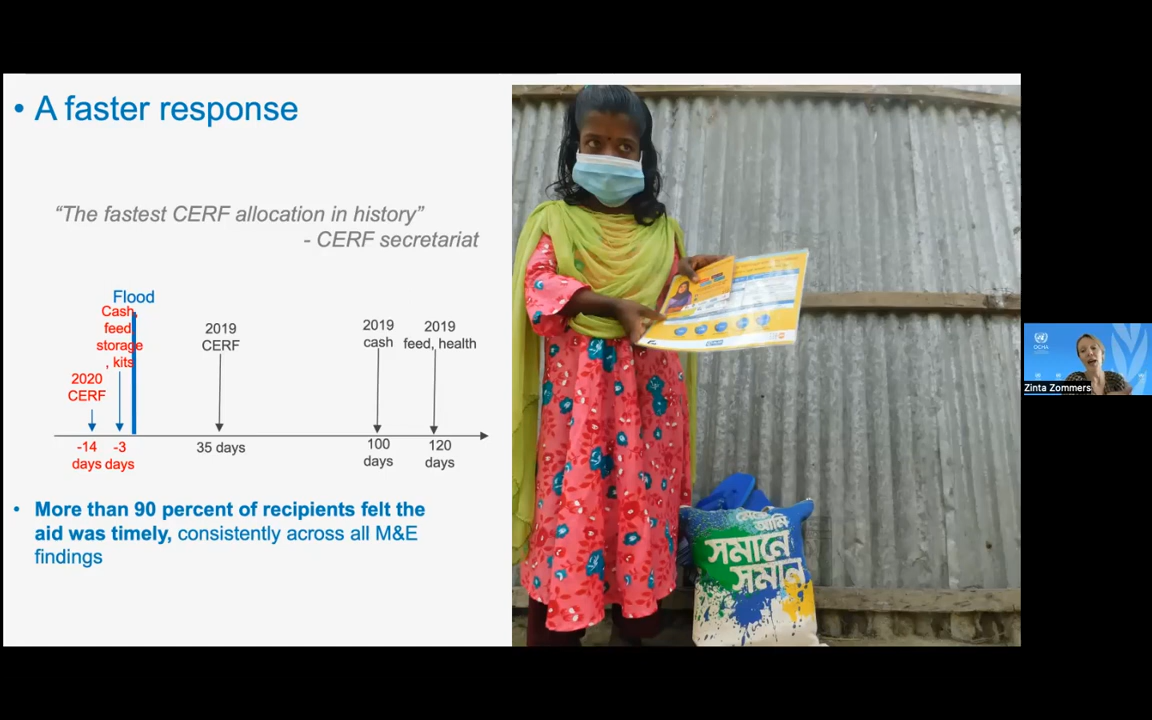 • A faster response
“The fastest CERF allocation in history”
- CERF secretariat
Flood
Cash,
feed,
storage
, kits
2020
CERF
2019
CERF
2019
cash
2019
feed, health
-14
days
-3
days
35 days
100
days
120
days
• More than 90 percent of recipients felt the
aid was timely, consistently across all M&E
findings
আমি
সমানে
সমান
OCHA
Zinta Zommers